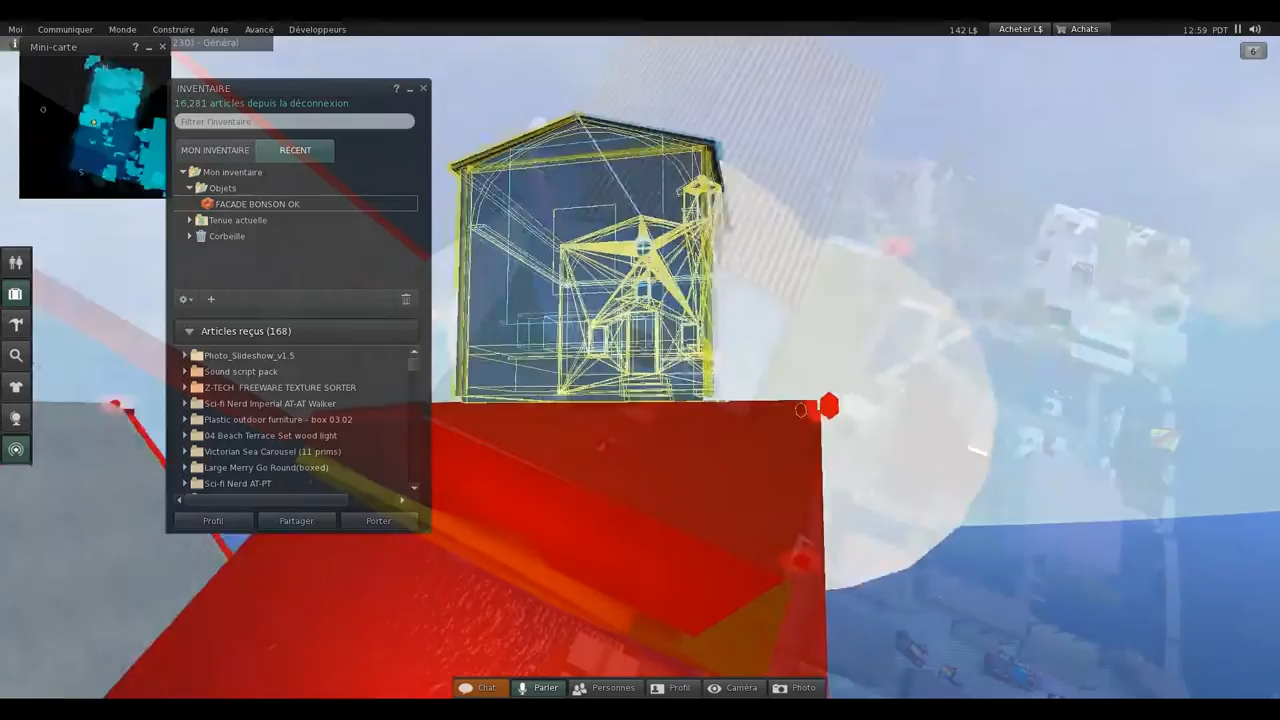 Moi Communiquer Monde Construire Aide Avancé Développeurs
142 L$ Acheter L$ Achats 12:59 PDT
230) - Général
6
Mini-carte ?
N
S
INVENTAIRE ?
16,281 articles depuis la déconnexion
Filtrer l'inventaire
MON INVENTAIRE RÉCENT
Mon inventaire
Objets
FACADE BONSON OK
Tenue actuelle
Corbeille
Articles reçus (168)
Photo_Slideshow_v1.5
Sound script pack
Z-TECH FREEWARE TEXTURE SORTER
Sci-fi Nerd Imperial AT-AT Walker
Plastic outdoor furniture - box 03.02
04 Beach Terrace Set wood light
Victorian Sea Carousel (11 prims)
Large Merry Go Round(boxed)
Sci-fi Nerd AT-PT
Profil Partager Porter
Chat Parler Personnes Profil Caméra Photo